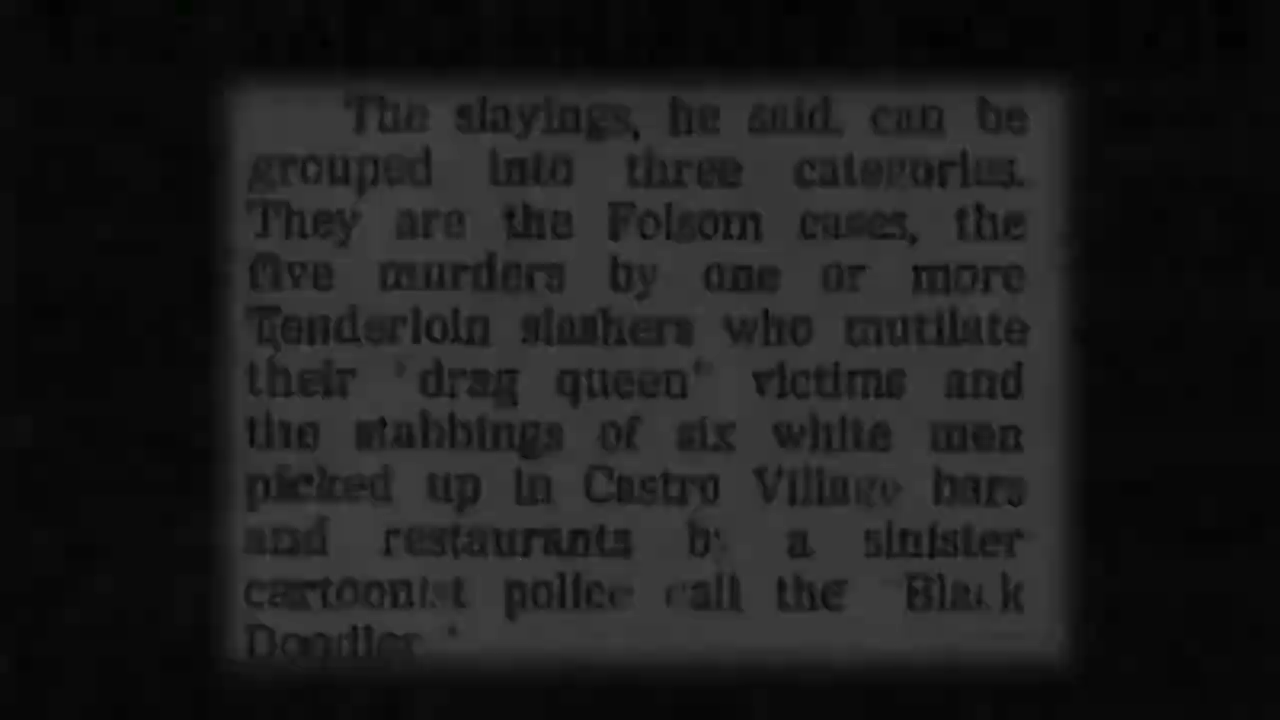 The slayings, he said, can be
grouped into three categories.
They are the Folsom cases, the
five murders by one or more
Tenderloin slashers who mutilate
their "drag queen" victims and
the stabbings of six white men
picked up in Castro Village bars
and restaurants by a sinister
cartoonist police call the "Black
Doodler."